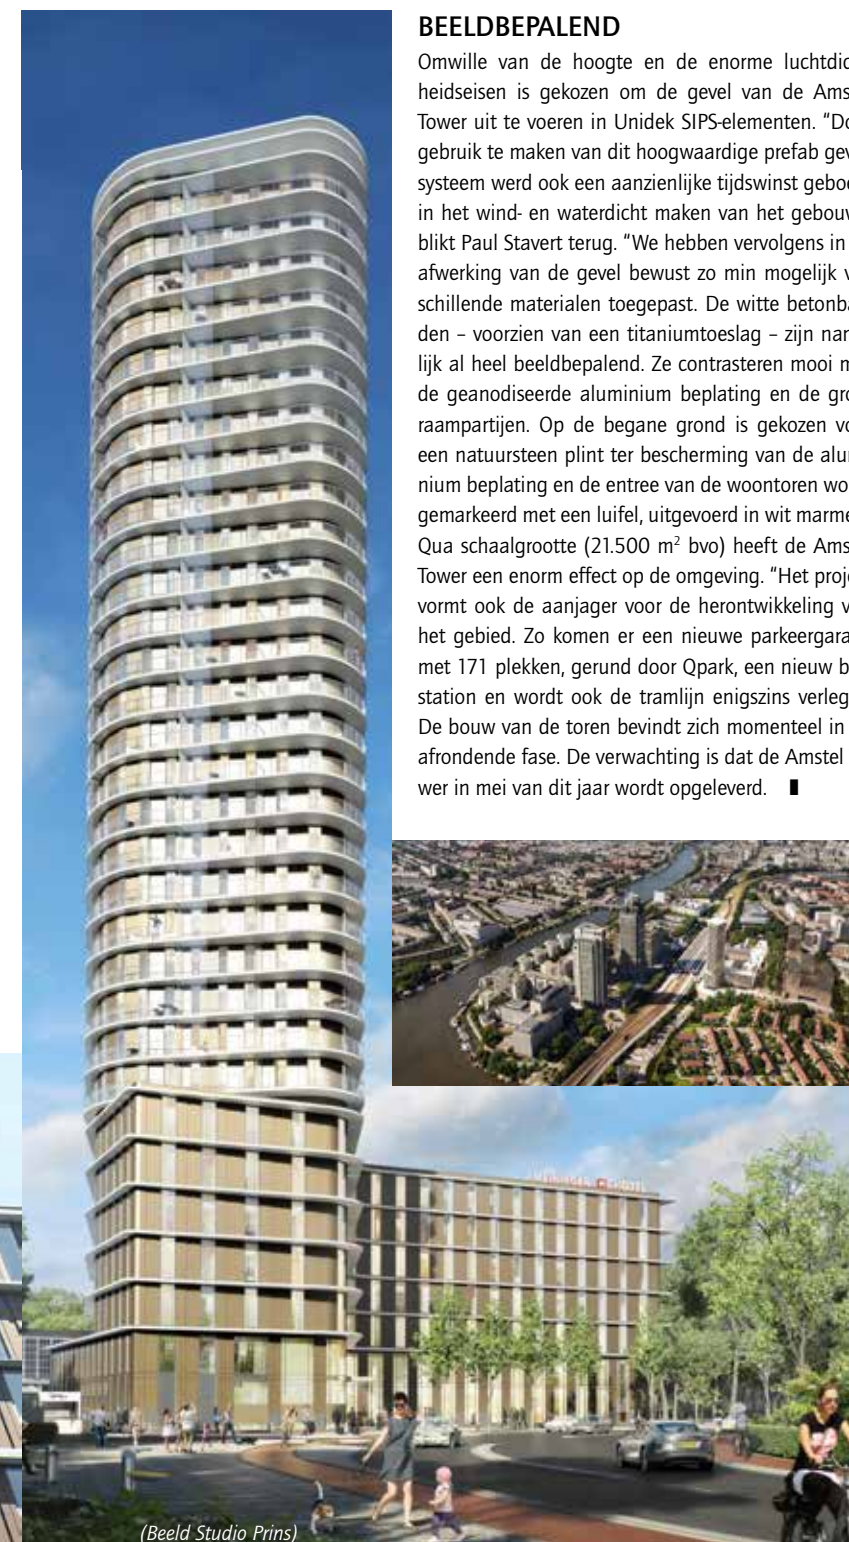 BEELDBEPALEND
Omwille van de hoogte en de enorme luchtdic
heidseisen is gekozen om de gevel van de Ams
Tower uit te voeren in Unidek SIPS-elementen. “Do
gebruik te maken van dit hoogwaardige prefab gev
systeem werd ook een aanzienlijke tijdswinst geboe
in het wind- en waterdicht maken van het gebouw
blikt Paul Stavert terug. “We hebben vervolgens in
afwerking van de gevel bewust zo min mogelijk v
schillende materialen toegepast. De witte betonba
den – voorzien van een titaniumtoeslag – zijn nam
lijk al heel beeldbepalend. Ze contrasteren mooi m
de geanodiseerde aluminium beplating en de gro
raampartijen. Op de begane grond is gekozen vo
een natuursteen plint ter bescherming van de alu
nium beplating en de entree van de woontoren wo
gemarkeerd met een luifel, uitgevoerd in wit marme
Qua schaalgrootte (21.500 m² bvo) heeft de Ams
Tower een enorm effect op de omgeving. “Het proje
vormt ook de aanjager voor de herontwikkeling v
het gebied. Zo komen er een nieuwe parkeergara
met 171 plekken, gerund door Qpark, een nieuw b
station en wordt ook de tramlijn enigszins verleg
De bouw van de toren bevindt zich momenteel in
afrondende fase. De verwachting is dat de Amstel
wer in mei van dit jaar wordt opgeleverd.
(Beeld Studio Prins)